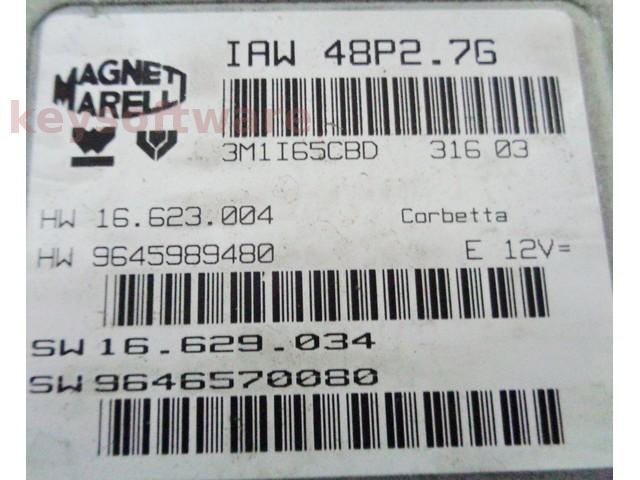 IAW 48P2.7G
MAGNETI
MARELLI
keysoftware
3M1I65CBD 316 03
HW 16.623.004 Corbetta
HW 9645989480 E 12V=
SW 16.629.034
SW 9646570080